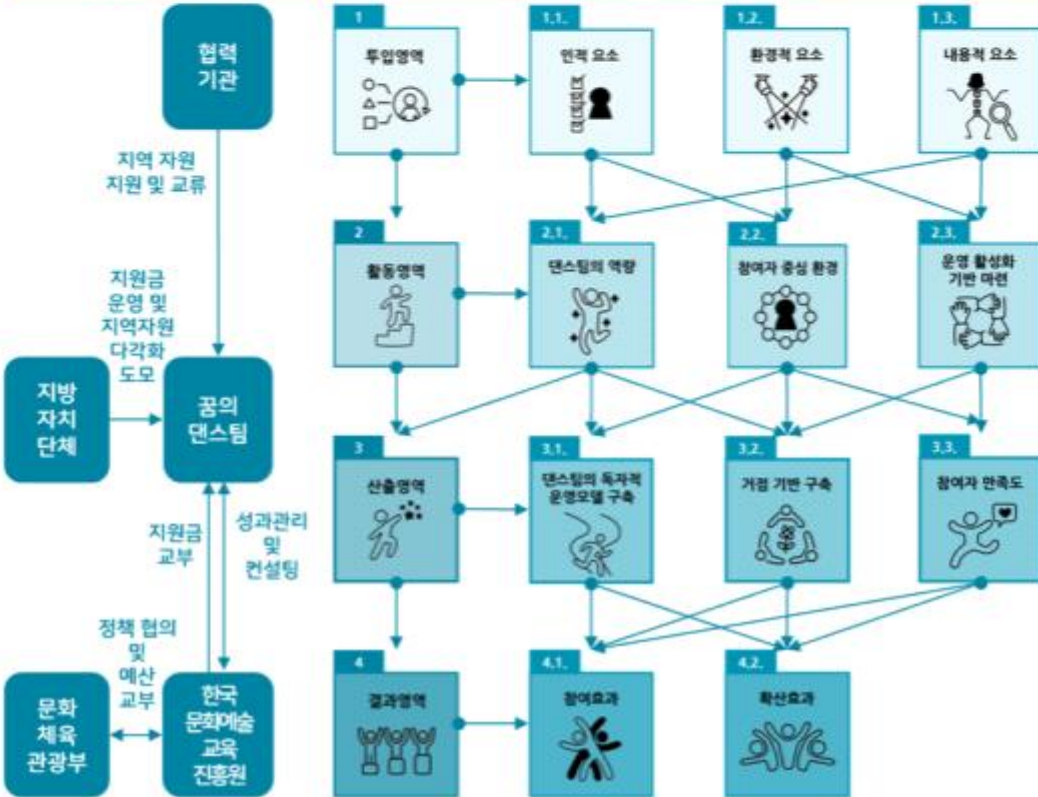 협력
기관
지역 자원
지원 및 교류
지원금
운영 및
지역자원
다각화
도모
지방
자치
단체
꿈의
댄스팀
지원금
교부
성과관리
및
컨설팅
정책 협의
및
예산
교부
문화
체육
관광부
한국
문화예술
교육
진흥원
1
투입영역
1.1.
인적 요소
1.2.
환경적 요소
1.3.
내용적 요소
2
활동영역
2.1.
댄스팀의 역량
2.2.
참여자 중심 환경
2.3.
운영 활성화
기반 마련
3
산출영역
3.1.
댄스팀의 독자적
운영모델 구축
3.2.
거점 기반 구축
3.3.
참여자 만족도
4
결과영역
4.1.
참여효과
4.2.
확산효과